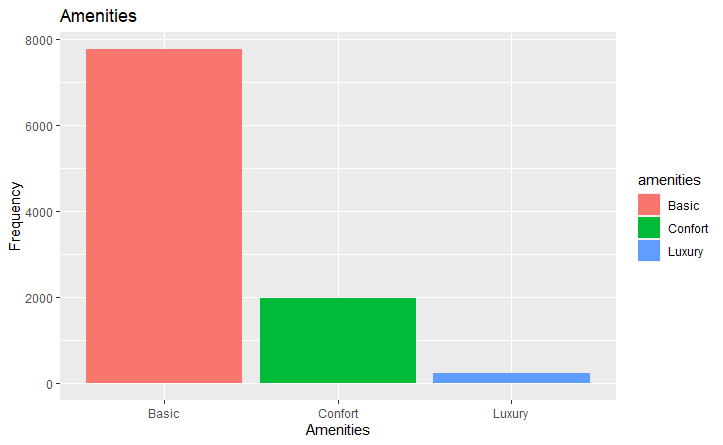 Amenities
8000
6000
4000
2000
0
Frequency
Basic
Confort
Luxury
Amenities
amenities
Basic
Confort
Luxury